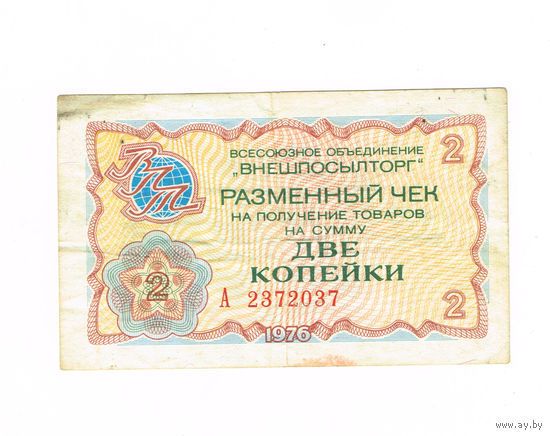 ВПТ
ВСЕСОЮЗНОЕ ОБЪЕДИНЕНИЕ
„ВНЕШПОСЫЛТОРГ“
2
РАЗМЕННЫЙ ЧЕК
НА ПОЛУЧЕНИЕ ТОВАРОВ
НА СУММУ
ДВЕ
КОПЕЙКИ
2
А 2372037
2
1976
www.ay.by